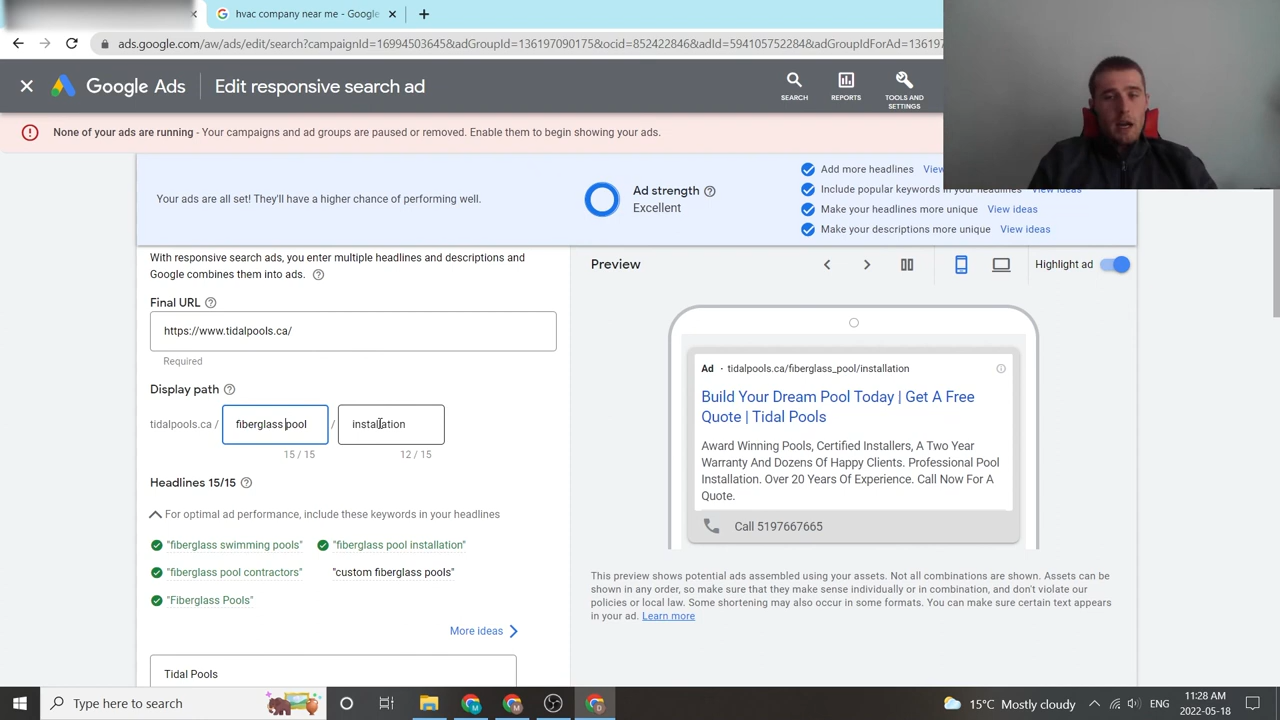 hvac company near me - Google
ads.google.com/aw/ads/edit/search?campaignId=16994503645&adGroupId=136197090175&ocid=852422846&adId=594105752284&adGroupIdForAd=136197
Google Ads
Edit responsive search ad
SEARCH
REPORTS
TOOLS AND
SETTINGS
None of your ads are running - Your campaigns and ad groups are paused or removed. Enable them to begin showing your ads.
Your ads are all set! They'll have a higher chance of performing well.
Ad strength
Excellent
Add more headlines View
Include popular keywords in your headlines View ideas
Make your headlines more unique View ideas
Make your descriptions more unique View ideas
With responsive search ads, you enter multiple headlines and descriptions and
Google combines them into ads.
Final URL
https://www.tidalpools.ca/
Required
Display path
tidalpools.ca / fiberglass pool / installation
15 / 15
12 / 15
Headlines 15/15
For optimal ad performance, include these keywords in your headlines
"fiberglass swimming pools" "fiberglass pool installation"
"fiberglass pool contractors" "custom fiberglass pools"
"Fiberglass Pools"
More ideas
Tidal Pools
Preview
Highlight ad
Ad · tidalpools.ca/fiberglass_pool/installation
Build Your Dream Pool Today | Get A Free
Quote | Tidal Pools
Award Winning Pools, Certified Installers, A Two Year
Warranty And Dozens Of Happy Clients. Professional Pool
Installation. Over 20 Years Of Experience. Call Now For A
Quote.
Call 5197667665
This preview shows potential ads assembled using your assets. Not all combinations are shown. Assets can be
shown in any order, so make sure that they make sense individually or in combination, and don't violate our
policies or local law. Some shortening may also occur in some formats. You can make sure certain text appears
in your ad. Learn more
Type here to search
15°C Mostly cloudy
ENG
11:28 AM
2022-05-18